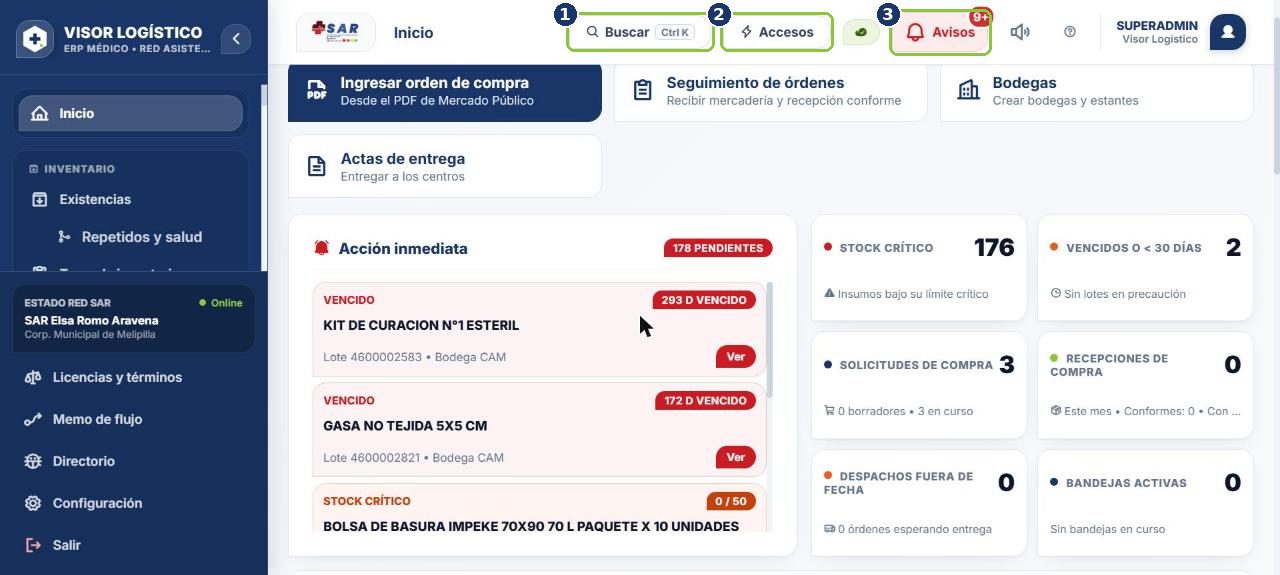 VISOR LOGÍSTICO
ERP MÉDICO • RED ASISTE...
SAR
Inicio
1
Buscar Ctrl K
2
Accesos
3
Avisos
9+
SUPERADMIN
Visor Logístico
Inicio
INVENTARIO
Existencias
Repetidos y salud
ESTADO RED SAR
Online
SAR Elsa Romo Aravena
Corp. Municipal de Melipilla
Licencias y términos
Memo de flujo
Directorio
Configuración
Salir
PDF
Ingresar orden de compra
Desde el PDF de Mercado Público
Seguimiento de órdenes
Recibir mercadería y recepción conforme
Bodegas
Crear bodegas y estantes
Actas de entrega
Entregar a los centros
Acción inmediata
178 PENDIENTES
VENCIDO
293 D VENCIDO
KIT DE CURACION N°1 ESTERIL
Lote 4600002583 • Bodega CAM
Ver
VENCIDO
172 D VENCIDO
GASA NO TEJIDA 5X5 CM
Lote 4600002821 • Bodega CAM
Ver
STOCK CRÍTICO
0 / 50
BOLSA DE BASURA IMPEKE 70X90 70 L PAQUETE X 10 UNIDADES
STOCK CRÍTICO 176
Insumos bajo su límite crítico
VENCIDOS O < 30 DÍAS 2
Sin lotes en precaución
SOLICITUDES DE COMPRA 3
0 borradores • 3 en curso
RECEPCIONES DE
COMPRA
0
Este mes • Conformes: 0 • Con ...
DESPACHOS FUERA DE
FECHA
0
0 órdenes esperando entrega
BANDEJAS ACTIVAS 0
Sin bandejas en curso